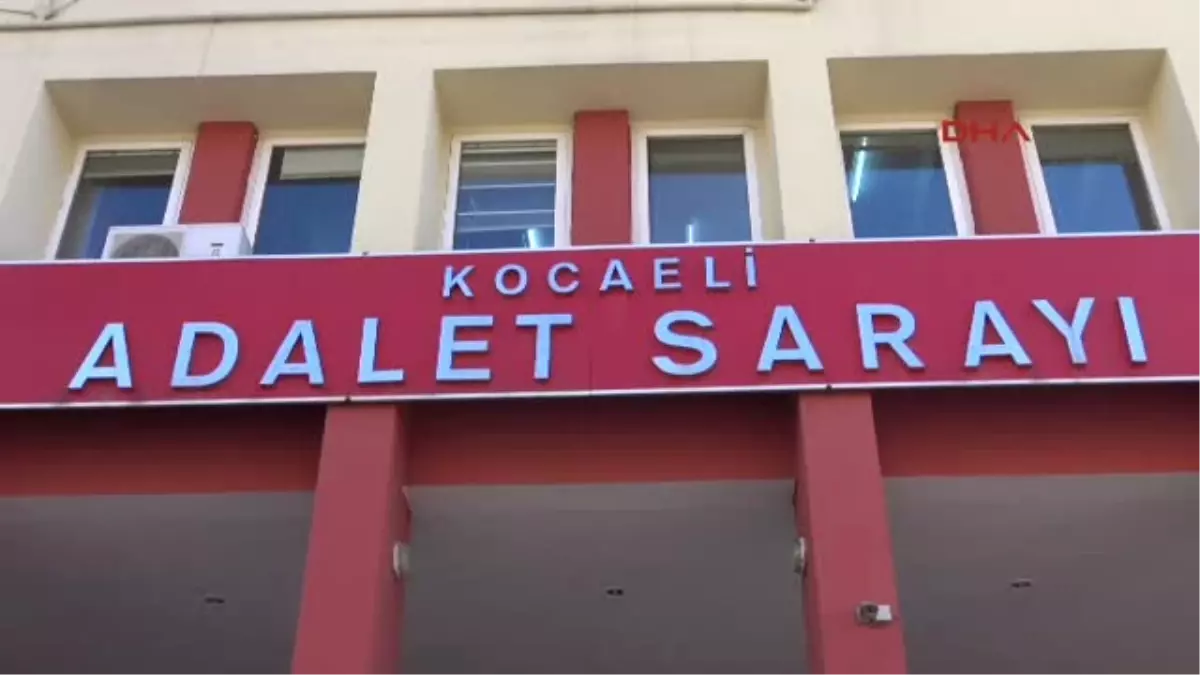 DHA
KOCAELİ
ADALET SARAYI